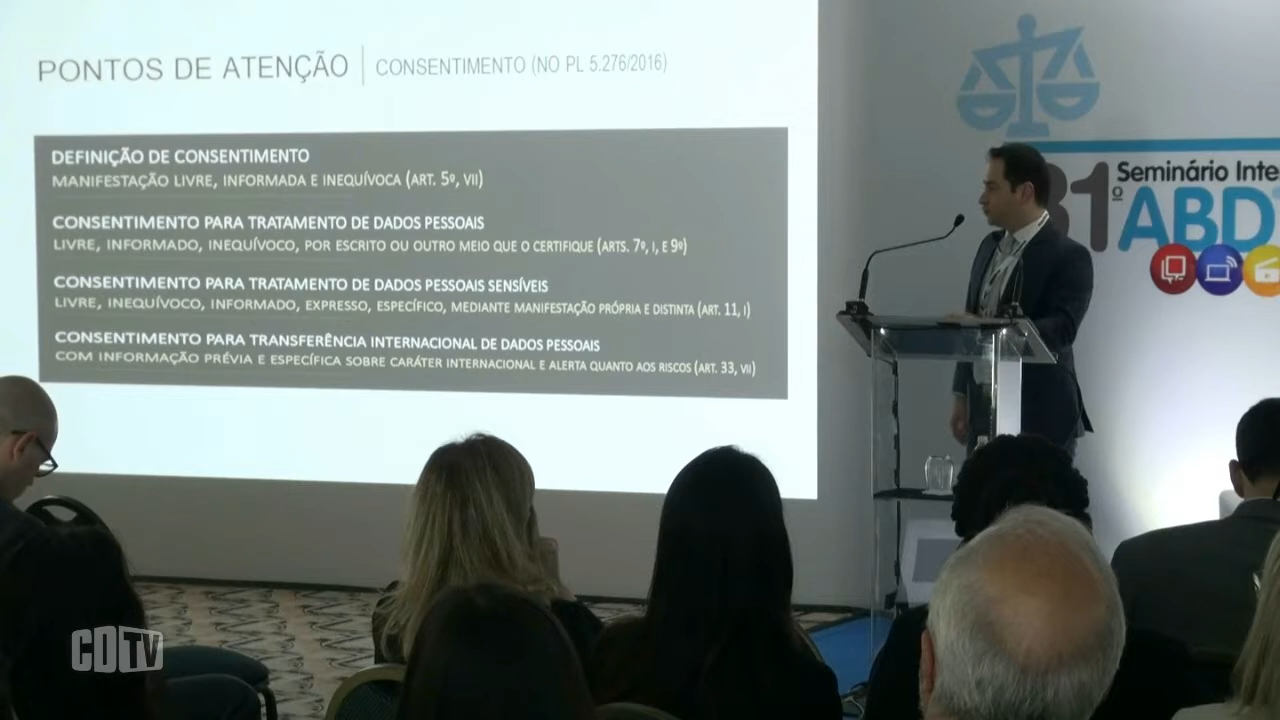 PONTOS DE ATENÇÃO | CONSENTIMENTO (NO PL 5.276/2016)
DEFINIÇÃO DE CONSENTIMENTO
MANIFESTAÇÃO LIVRE, INFORMADA E INEQUÍVOCA (ART. 5º, VII)
CONSENTIMENTO PARA TRATAMENTO DE DADOS PESSOAIS
LIVRE, INFORMADO, INEQUÍVOCO, POR ESCRITO OU OUTRO MEIO QUE O CERTIFIQUE (ARTS. 7º, I, E 9º)
CONSENTIMENTO PARA TRATAMENTO DE DADOS PESSOAIS SENSÍVEIS
LIVRE, INEQUÍVOCO, INFORMADO, EXPRESSO, ESPECÍFICO, MEDIANTE MANIFESTAÇÃO PRÓPRIA E DISTINTA (ART. 11, I)
CONSENTIMENTO PARA TRANSFERÊNCIA INTERNACIONAL DE DADOS PESSOAIS
COM INFORMAÇÃO PRÉVIA E ESPECÍFICA SOBRE CARÁTER INTERNACIONAL E ALERTA QUANTO AOS RISCOS (ART. 33, VII)
Seminário Inte
31º ABD
CDTV